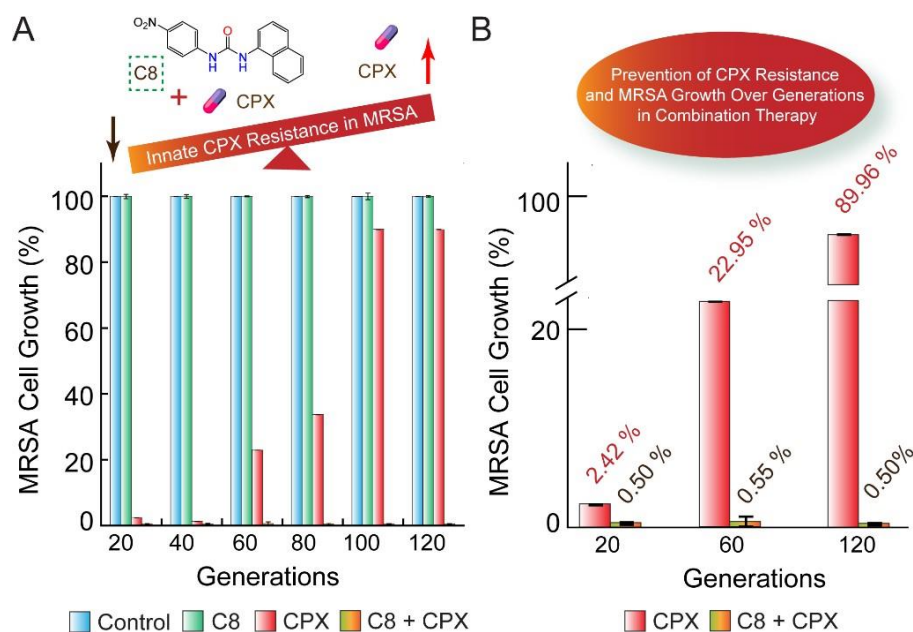 A
O₂N
O
N
H
N
H
C8
+
CPX
CPX
Innate CPX Resistance in MRSA
MRSA Cell Growth (%)
100
80
60
40
20
0
20 40 60 80 100 120
Generations
Control C8 CPX C8 + CPX
B
Prevention of CPX Resistance
and MRSA Growth Over Generations
in Combination Therapy
MRSA Cell Growth (%)
100
20
0
2.42 %
0.50 %
22.95 %
0.55 %
89.96 %
0.50%
20 60 120
Generations
CPX C8 + CPX